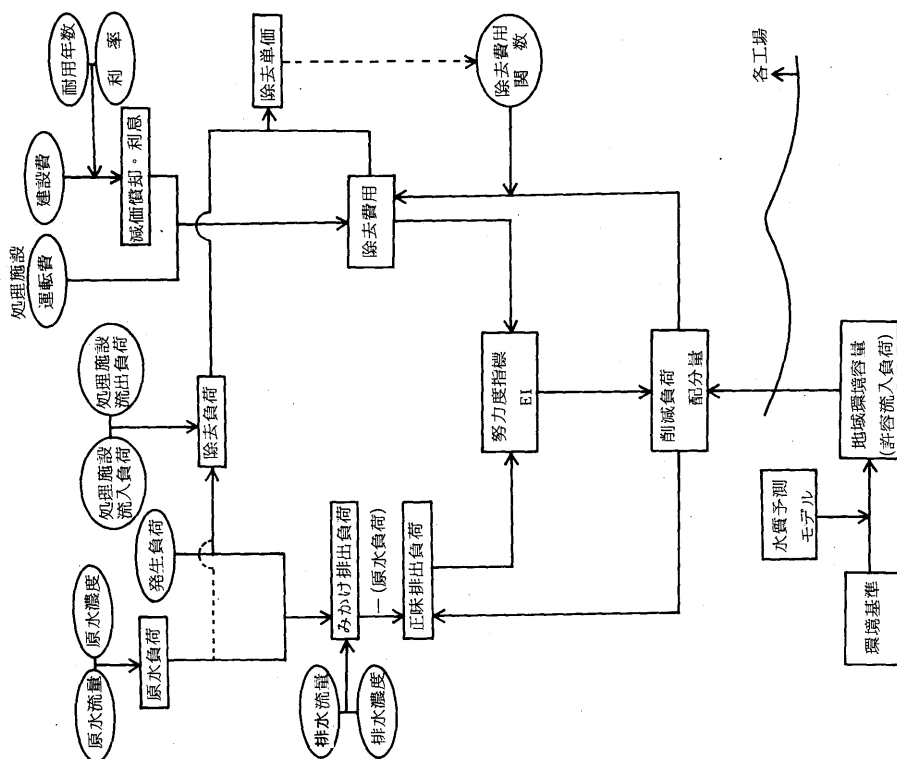 原水流量
原水濃度
原水負荷
発生負荷
処理施設
流入負荷
処理施設
流出負荷
除去負荷
処理施設
運転費
建設費
耐用年数
利率
減価償却・利息
除去単価
除去費用
除去費用
関数
排水流量
排水濃度
みかけ排出負荷
－(原水負荷)
正味排出負荷
努力度指標
EI
削減負荷
配分量
各工場
水質予測
モデル
環境基準
地域環境容量
(許容流入負荷)